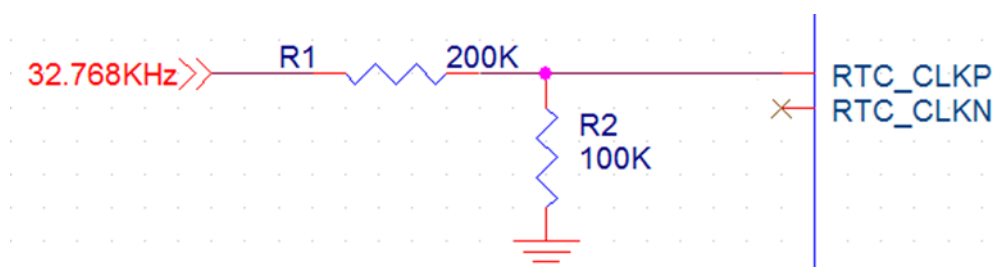 R1 200K
32.768KHz
RTC_CLKP
RTC_CLKN
R2
100K